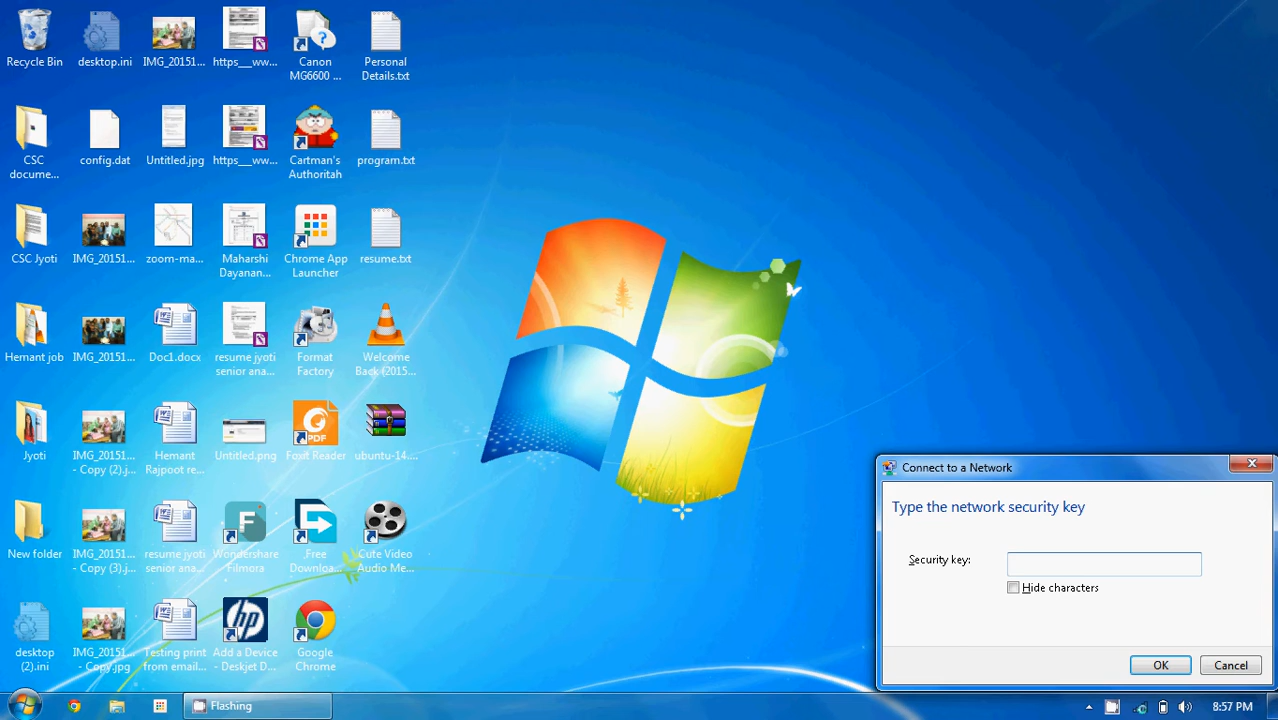 Recycle Bin
desktop.ini
IMG_20151...
https___ww...
Canon
MG6600 ...
Personal
Details.txt
CSC
docume...
config.dat
Untitled.jpg
https___ww...
Cartman's
Authoritah
program.txt
CSC Jyoti
IMG_20151...
zoom-ma...
Maharshi
Dayanan...
Chrome App
Launcher
resume.txt
Hemant job
IMG_20151...
Doc1.docx
resume jyoti
senior ana...
Format
Factory
Welcome
Back (2015...
Jyoti
IMG_20151...
- Copy (2).j...
Hemant
Rajpoot re...
Untitled.png
PDF
Foxit Reader
ubuntu-14....
New folder
IMG_20151...
- Copy (3).j...
resume jyoti
senior ana...
Wondershare
Filmora
Free
Downloa...
Cute Video
Audio Me...
desktop
(2).ini
IMG_20151...
- Copy.jpg
Testing print
from email...
hp
Add a Device
- Deskjet D...
Google
Chrome
Connect to a Network
Type the network security key
Security key:
Hide characters
OK
Cancel
Flashing
8:57 PM